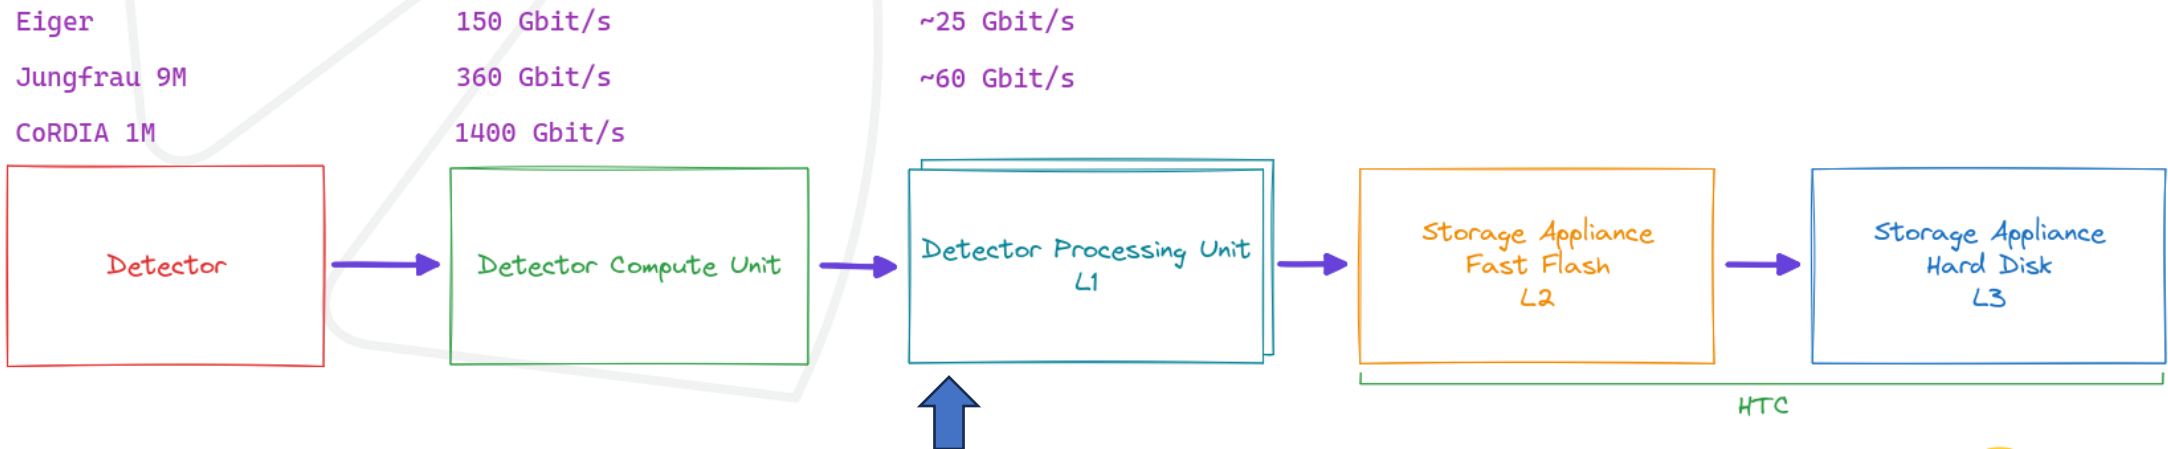 Eiger 150 Gbit/s ~25 Gbit/s
Jungfrau 9M 360 Gbit/s ~60 Gbit/s
CoRDIA 1M 1400 Gbit/s
Detector
Detector Compute Unit
Detector Processing Unit
L1
Storage Appliance
Fast Flash
L2
Storage Appliance
Hard Disk
L3
HTC